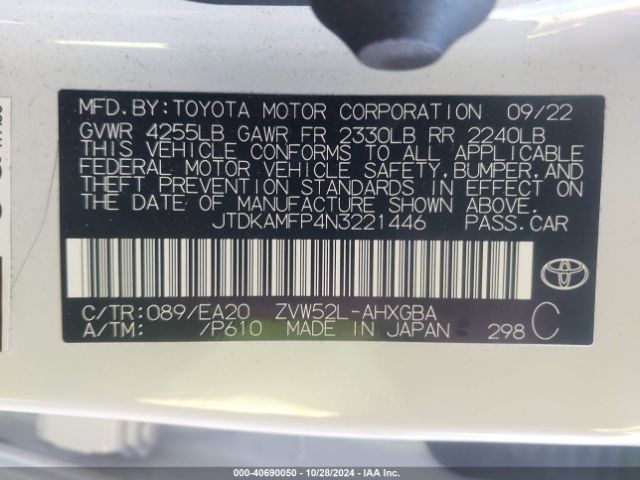 MFD.BY:TOYOTA MOTOR CORPORATION 09/22
GVWR 4255LB GAWR FR 2330LB RR 2240LB
THIS VEHICLE CONFORMS TO ALL APPLICABLE
FEDERAL MOTOR VEHICLE SAFETY,BUMPER,AND
THEFT PREVENTION STANDARDS IN EFFECT ON
THE DATE OF MANUFACTURE SHOWN ABOVE.
JTDKAMFP4N3221446 PASS.CAR
C/TR:089/EA20 ZVW52L-AHXGBA
A/TM: /P610 MADE IN JAPAN 298 C
TOYOTA
000-40690050 | 10/28/2024 | IAA Inc.